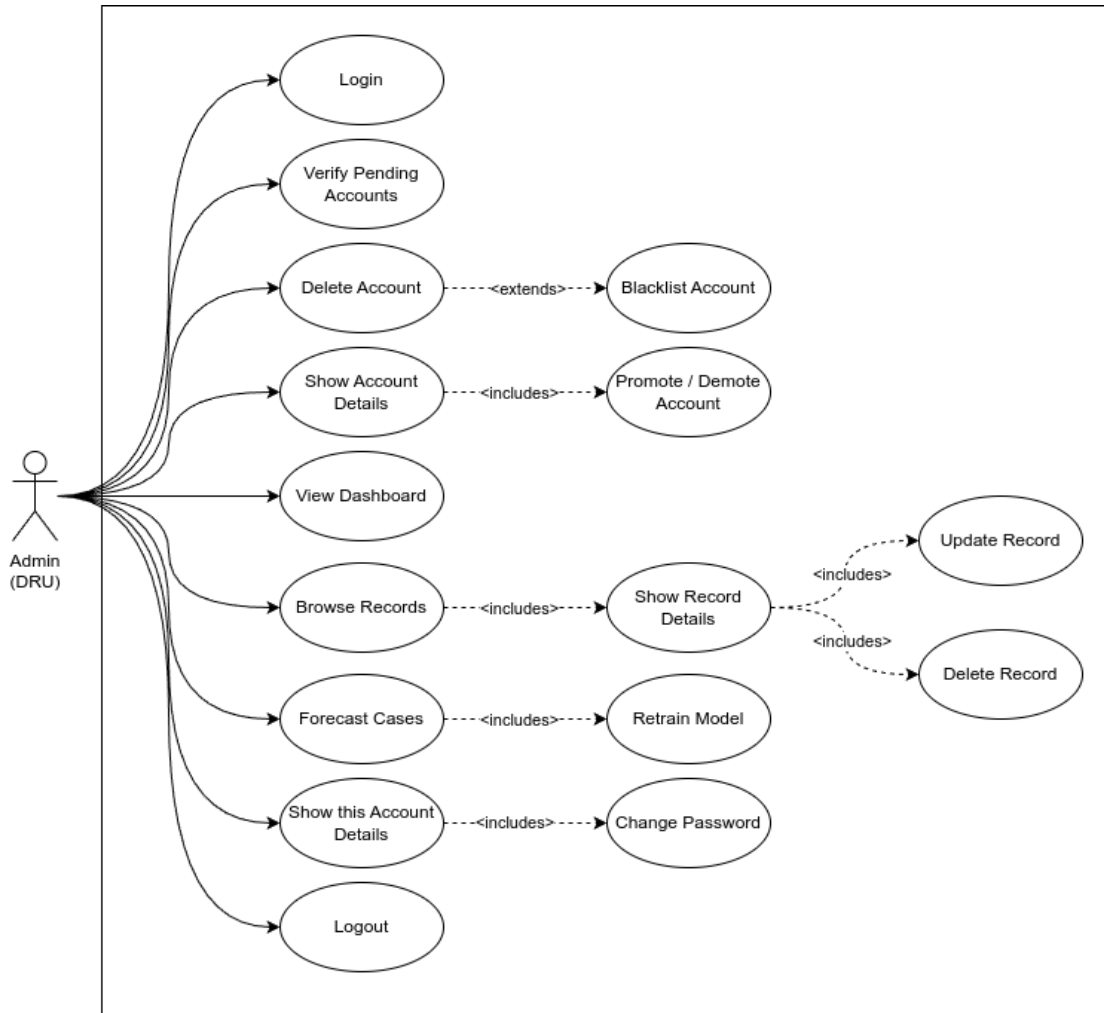 Login
Verify Pending
Accounts
Delete Account
<extends>
Blacklist Account
Show Account
Details
<includes>
Promote / Demote
Account
Admin
(DRU)
View Dashboard
Browse Records
<includes>
Show Record
Details
<includes>
Update Record
<includes>
Delete Record
Forecast Cases
<includes>
Retrain Model
Show this Account
Details
<includes>
Change Password
Logout